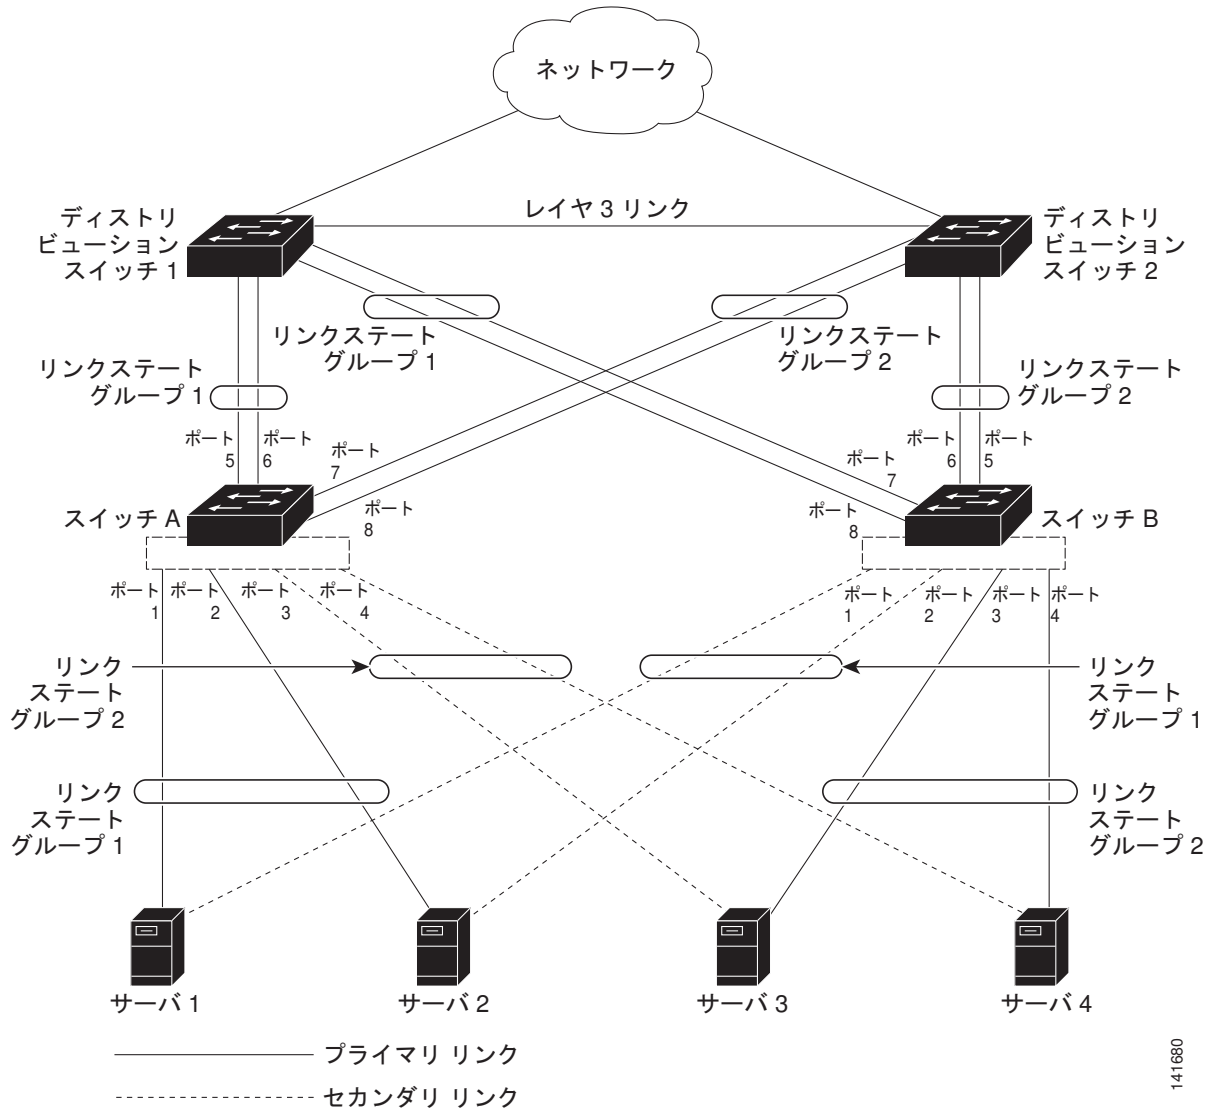 ネットワーク
レイヤ 3 リンク
ディストリ
ビューション
スイッチ 1
ディストリ
ビューション
スイッチ 2
リンクステート
グループ 1
リンクステート
グループ 2
リンクステート
グループ 1
リンクステート
グループ 2
ポート
5
ポート
6
ポート
7
ポート
8
ポート
6
ポート
5
ポート
7
ポート
8
スイッチ A
スイッチ B
ポート
1
ポート
2
ポート
3
ポート
4
ポート
1
ポート
2
ポート
3
ポート
4
リンク
ステート
グループ 2
リンク
ステート
グループ 1
リンク
ステート
グループ 1
リンク
ステート
グループ 2
サーバ 1
サーバ 2
サーバ 3
サーバ 4
プライマリ リンク
セカンダリ リンク
141680